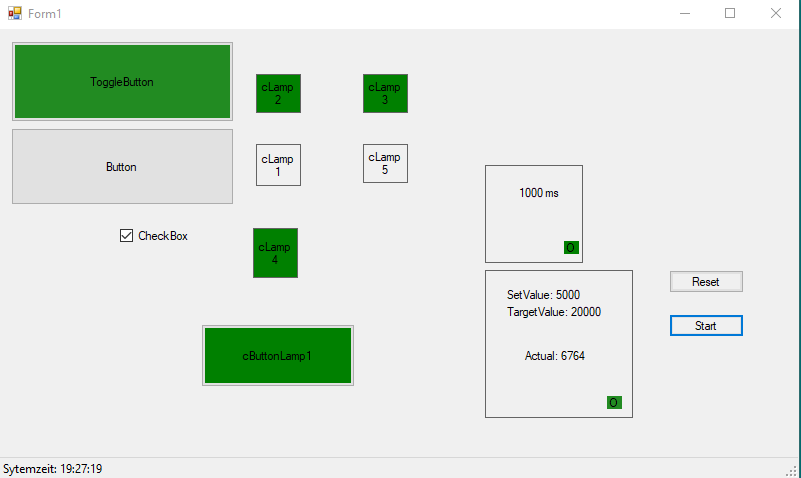 Form1
ToggleButton
cLamp
2
cLamp
3
Button
cLamp
1
cLamp
5
1000 ms
O
CheckBox
cLamp
4
SetValue: 5000
TargetValue: 20000
Reset
Start
cButtonLamp1
Actual: 6764
O
Sytemzeit: 19:27:19